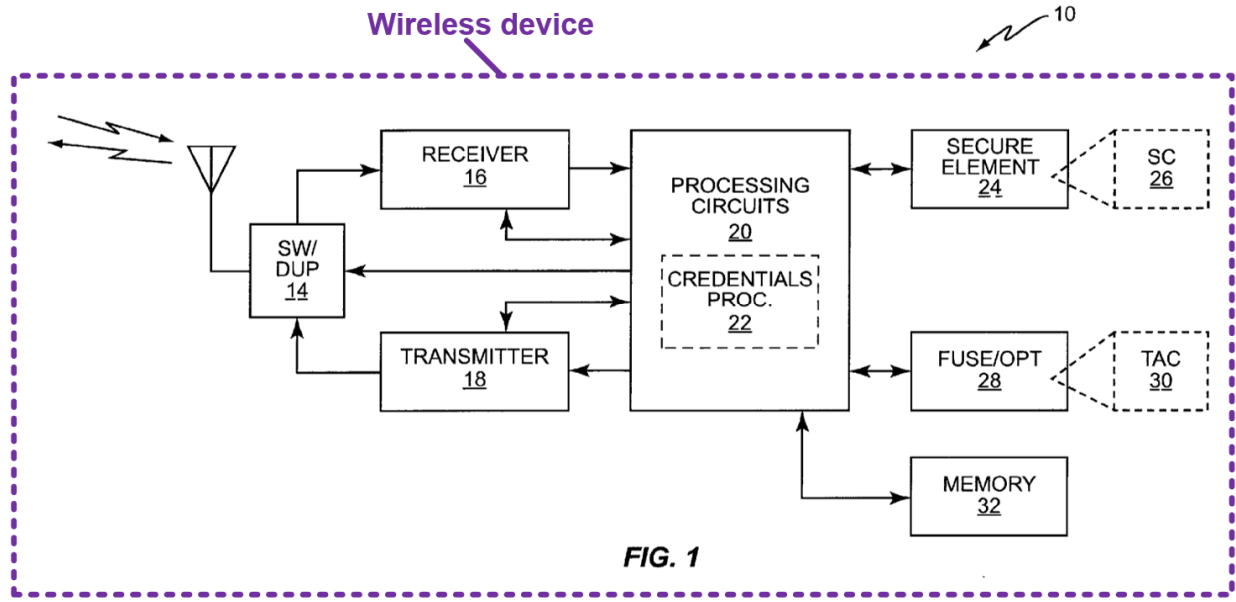 Wireless device
10
RECEIVER
16
PROCESSING
CIRCUITS
20
CREDENTIALS
PROC.
22
SECURE
ELEMENT
24
SC
26
SW/
DUP
14
TRANSMITTER
18
FUSE/OPT
28
TAC
30
MEMORY
32
FIG. 1